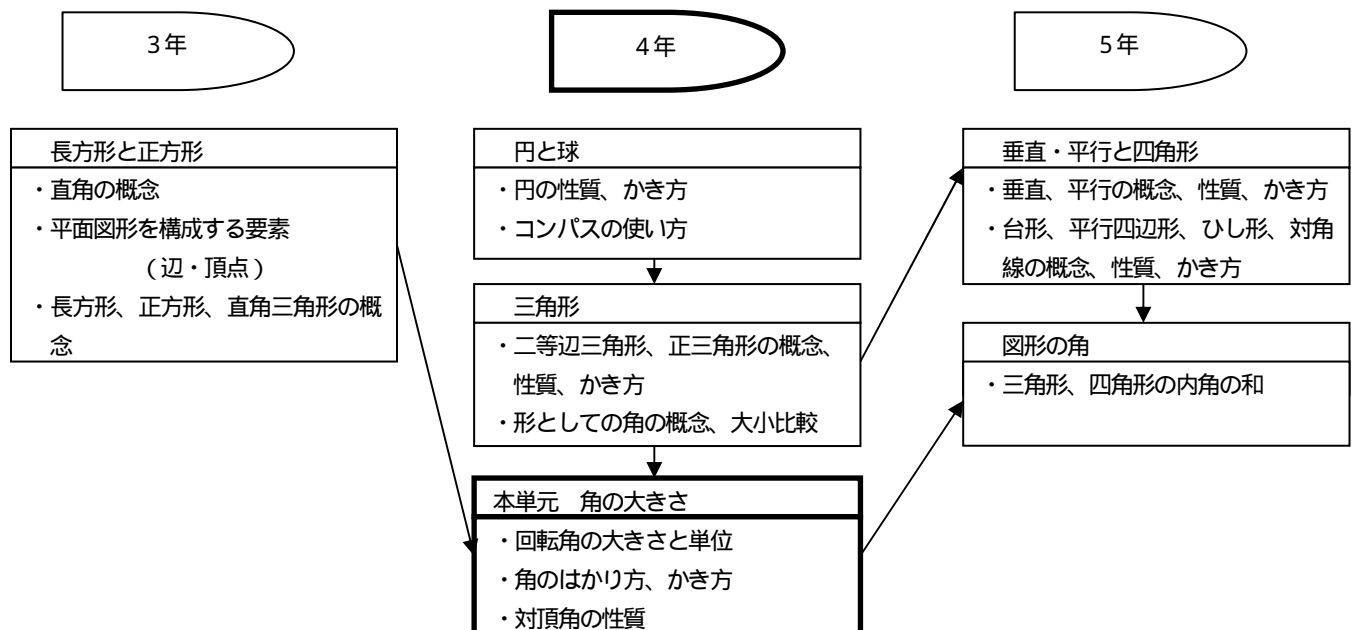 3年
4年
5年
長方形と正方形
・直角の概念
・平面図形を構成する要素
(辺・頂点)
・長方形、正方形、直角三角形の概
念
円と球
・円の性質、かき方
・コンパスの使い方
三角形
・二等辺三角形、正三角形の概念、
性質、かき方
・形としての角の概念、大小比較
本単元 角の大きさ
・回転角の大きさと単位
・角のはかり方、かき方
・対頂角の性質
垂直・平行と四角形
・垂直、平行の概念、性質、かき方
・台形、平行四辺形、ひし形、対角
線の概念、性質、かき方
図形の角
・三角形、四角形の内角の和